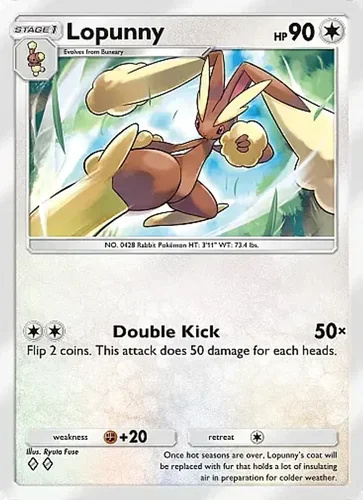 STAGE 1 Lopunny HP 90
Evolves from Buneary
NO. 0428 Rabbit Pokémon HT: 3'11" WT: 73.4 lbs.
Double Kick 50×
Flip 2 coins. This attack does 50 damage for each heads.
weakness +20 retreat
Illus. Ryuta Fuse
Once hot seasons are over, Lopunny's coat will
be replaced with fur that holds a lot of insulating
air in preparation for colder weather.